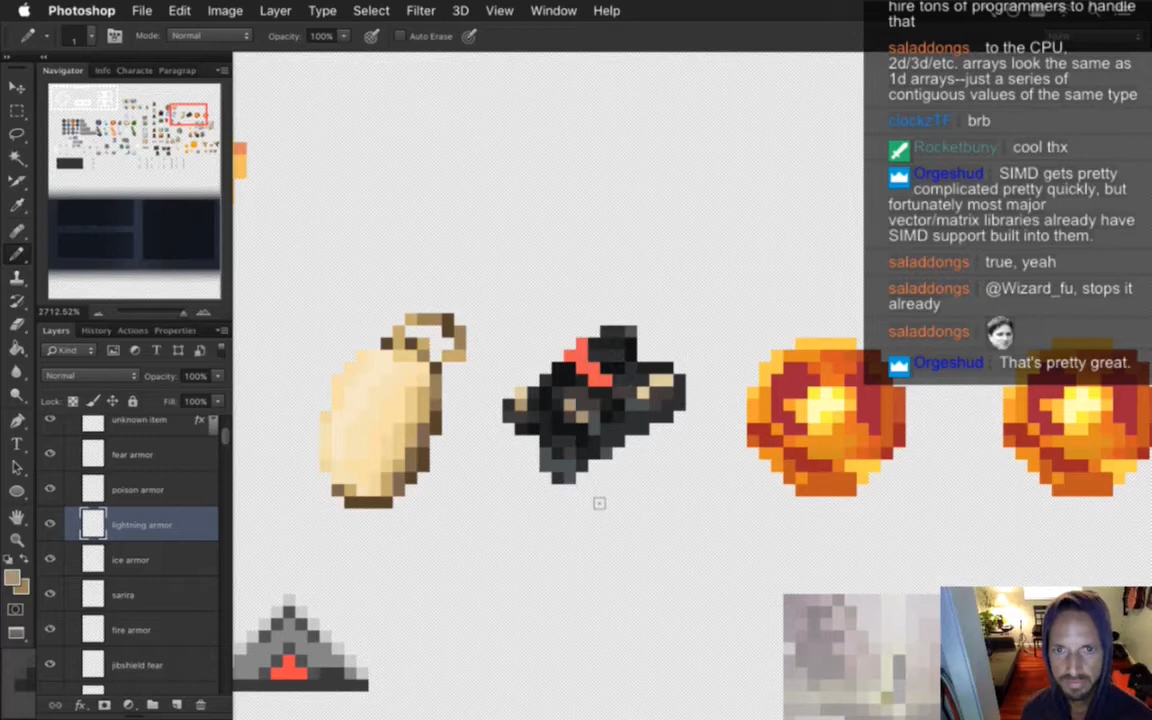 Photoshop File Edit Image Layer Type Select Filter 3D View Window Help
1 Mode: Normal Opacity: 100% Auto Erase
Navigator Info Characte Paragrap
2712.52%
Layers History Actions Properties
Kind
Normal Opacity: 100%
Lock: Fill: 100%
unknown item fx
fear armor
poison armor
lightning armor
ice armor
sarira
fire armor
jibshield fear
fx
hire tons of programmers to handle
that
saladdongs to the CPU,
2d/3d/etc. arrays look the same as
1d arrays--just a series of
contiguous values of the same type
clockz1F : brb
Rocketbuny : cool thx
Orgeshud : SIMD gets pretty
complicated pretty quickly, but
fortunately most major
vector/matrix libraries already have
SIMD support built into them.
saladdongs : true, yeah
saladdongs : @Wizard_fu, stops it
already
saladdongs :
Orgeshud : That's pretty great.